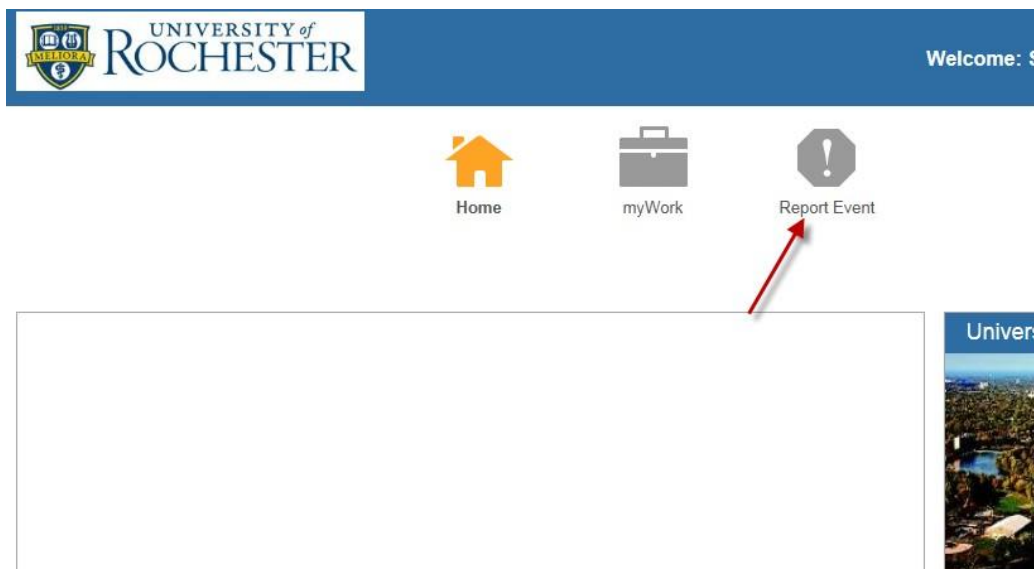 UNIVERSITY of
ROCHESTER
MELIORA
Welcome:
Home
myWork
Report Event